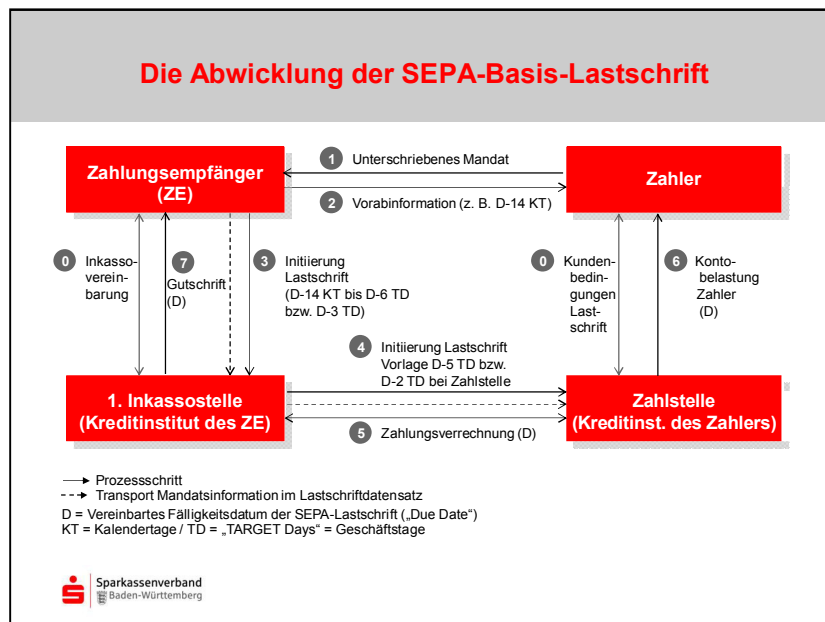 Die Abwicklung der SEPA-Basis-Lastschrift
Zahlungsempfänger
(ZE)
1 Unterschriebenes Mandat
2 Vorabinformation (z. B. D-14 KT)
Zahler
0 Inkasso-
vereinbarung
7
Gutschrift
(D)
3 Initiierung
Lastschrift
(D-14 KT bis D-6 TD
bzw. D-3 TD)
0 Kunden-
bedin-
gungen
Last-
schrift
6 Konto-
belastung
Zahler
(D)
4 Initiierung Lastschrift
Vorlage D-5 TD bzw.
D-2 TD bei Zahlstelle
1. Inkassostelle
(Kreditinstitut des ZE)
5 Zahlungsverrechnung (D)
Zahlstelle
(Kreditinst. des Zahlers)
Prozessschritt
Transport Mandatsinformation im Lastschriftdatensatz
D = Vereinbartes Fälligkeitsdatum der SEPA-Lastschrift („Due Date“)
KT = Kalendertage / TD = „TARGET Days“ = Geschäftstage
Sparkassenverband
Baden-Württemberg